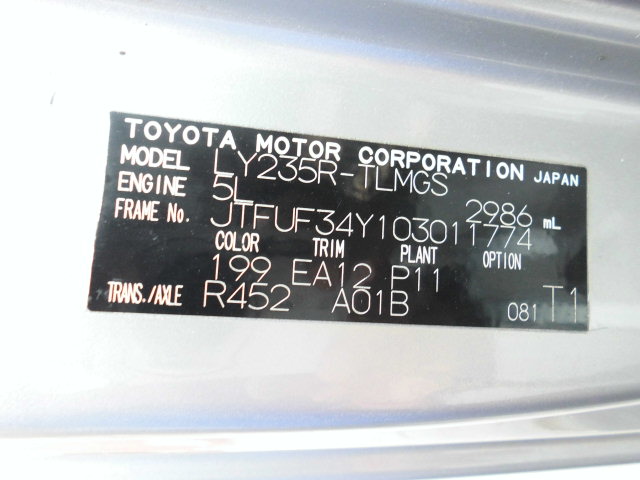 TOYOTA MOTOR CORPORATION JAPAN
MODEL LY235R-TLMGS
ENGINE 5L 2986 mL
FRAME No. JTFUF34Y103011774
COLOR TRIM PLANT OPTION
199 EA12 P11
TRANS./AXLE R452 A01B 081 T1